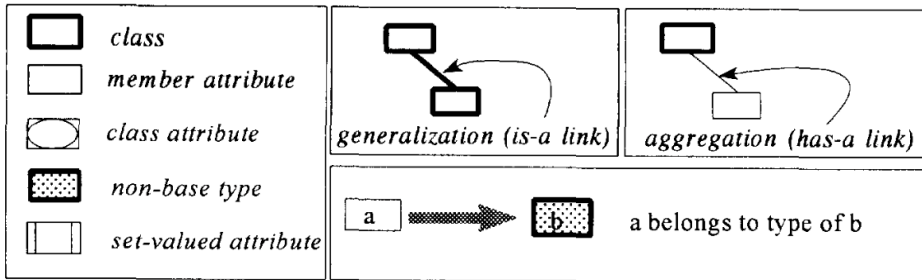 class
member attribute
class attribute
non-base type
set-valued attribute
generalization (is-a link)
aggregation (has-a link)
a
b
a belongs to type of b